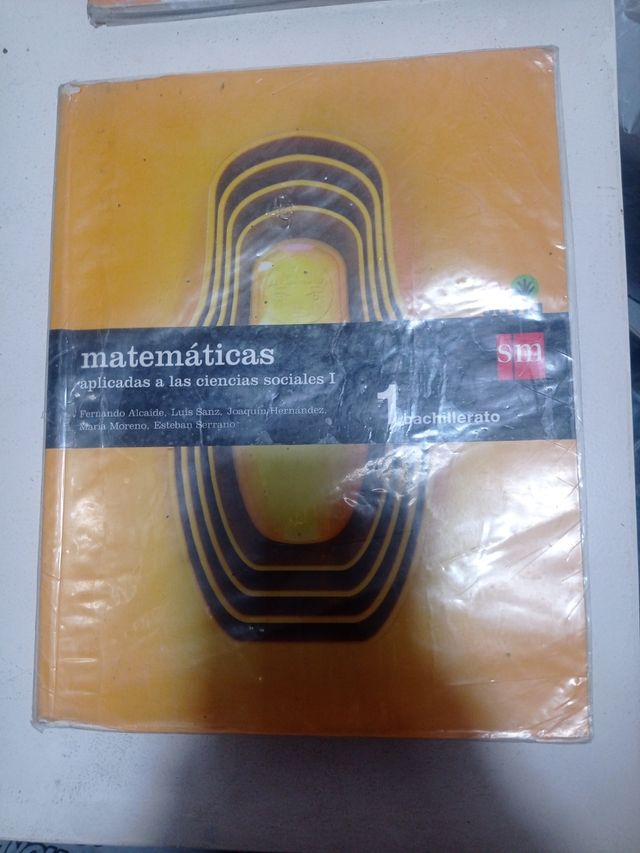 matemáticas
aplicadas a las ciencias sociales I
Fernando Alcaide, Luis Sanz, Joaquín Hernández,
María Moreno, Esteban Serrano
1 bachillerato
sm